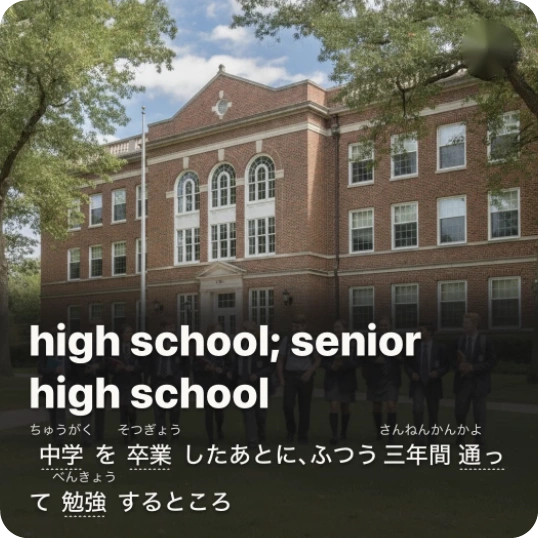 high school; senior
high school
ちゅうがく そつぎょう さんねんかんかよ
中学 を 卒業 したあとに、ふつう 三年間 通っ
べんきょう
て 勉強 するところ